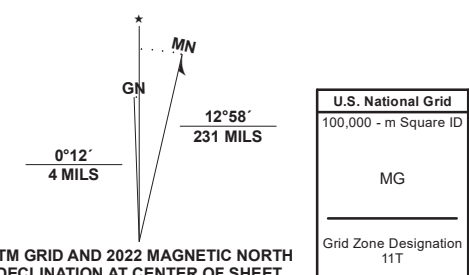 ★
MN
GN
12°58´
231 MILS
0°12´
4 MILS
TM GRID AND 2022 MAGNETIC NORTH
DECLINATION AT CENTER OF SHEET
U.S. National Grid
100,000 - m Square ID
MG
Grid Zone Designation
11T